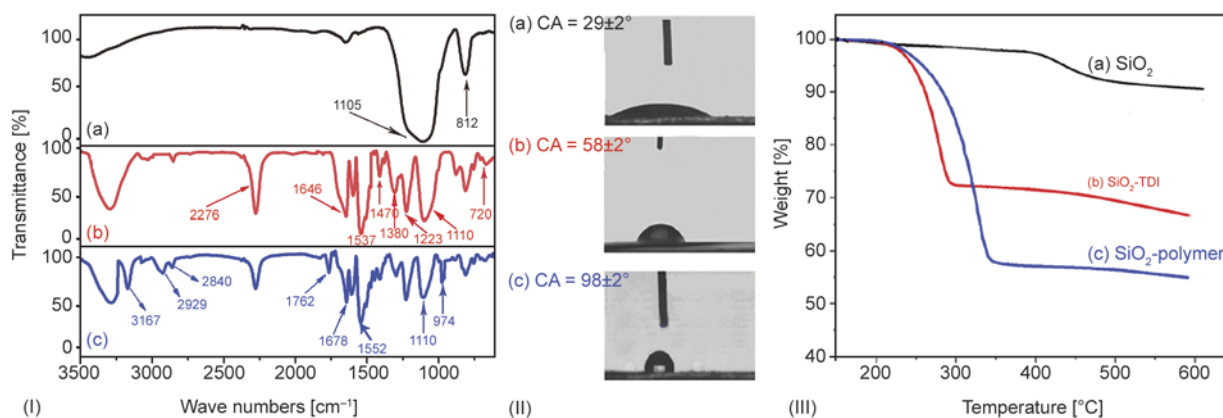 Transmittance [%]
100
50
0
(a)
1105
812
100
50
0
(b)
2276
1646
1537
1470
1380
1223
1110
720
100
50
0
(c)
3167
2929
2840
1762
1678
1552
1110
974
3500 3000 2500 2000 1500 1000
Wave numbers [cm⁻¹]
(I)
(a) CA = 29±2°
(b) CA = 58±2°
(c) CA = 98±2°
(II)
Weight [%]
100
90
80
70
60
50
40
(a) SiO₂
(b) SiO₂-TDI
(c) SiO₂-polymer
200 300 400 500 600
Temperature [°C]
(III)